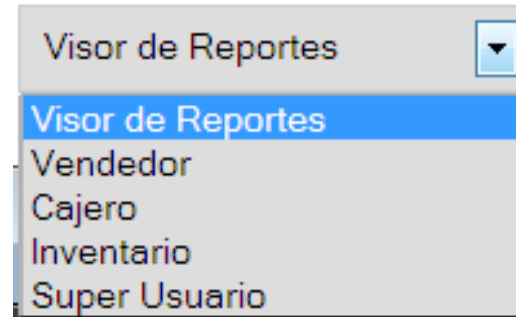 Visor de Reportes
Visor de Reportes
Vendedor
Cajero
Inventario
Super Usuario